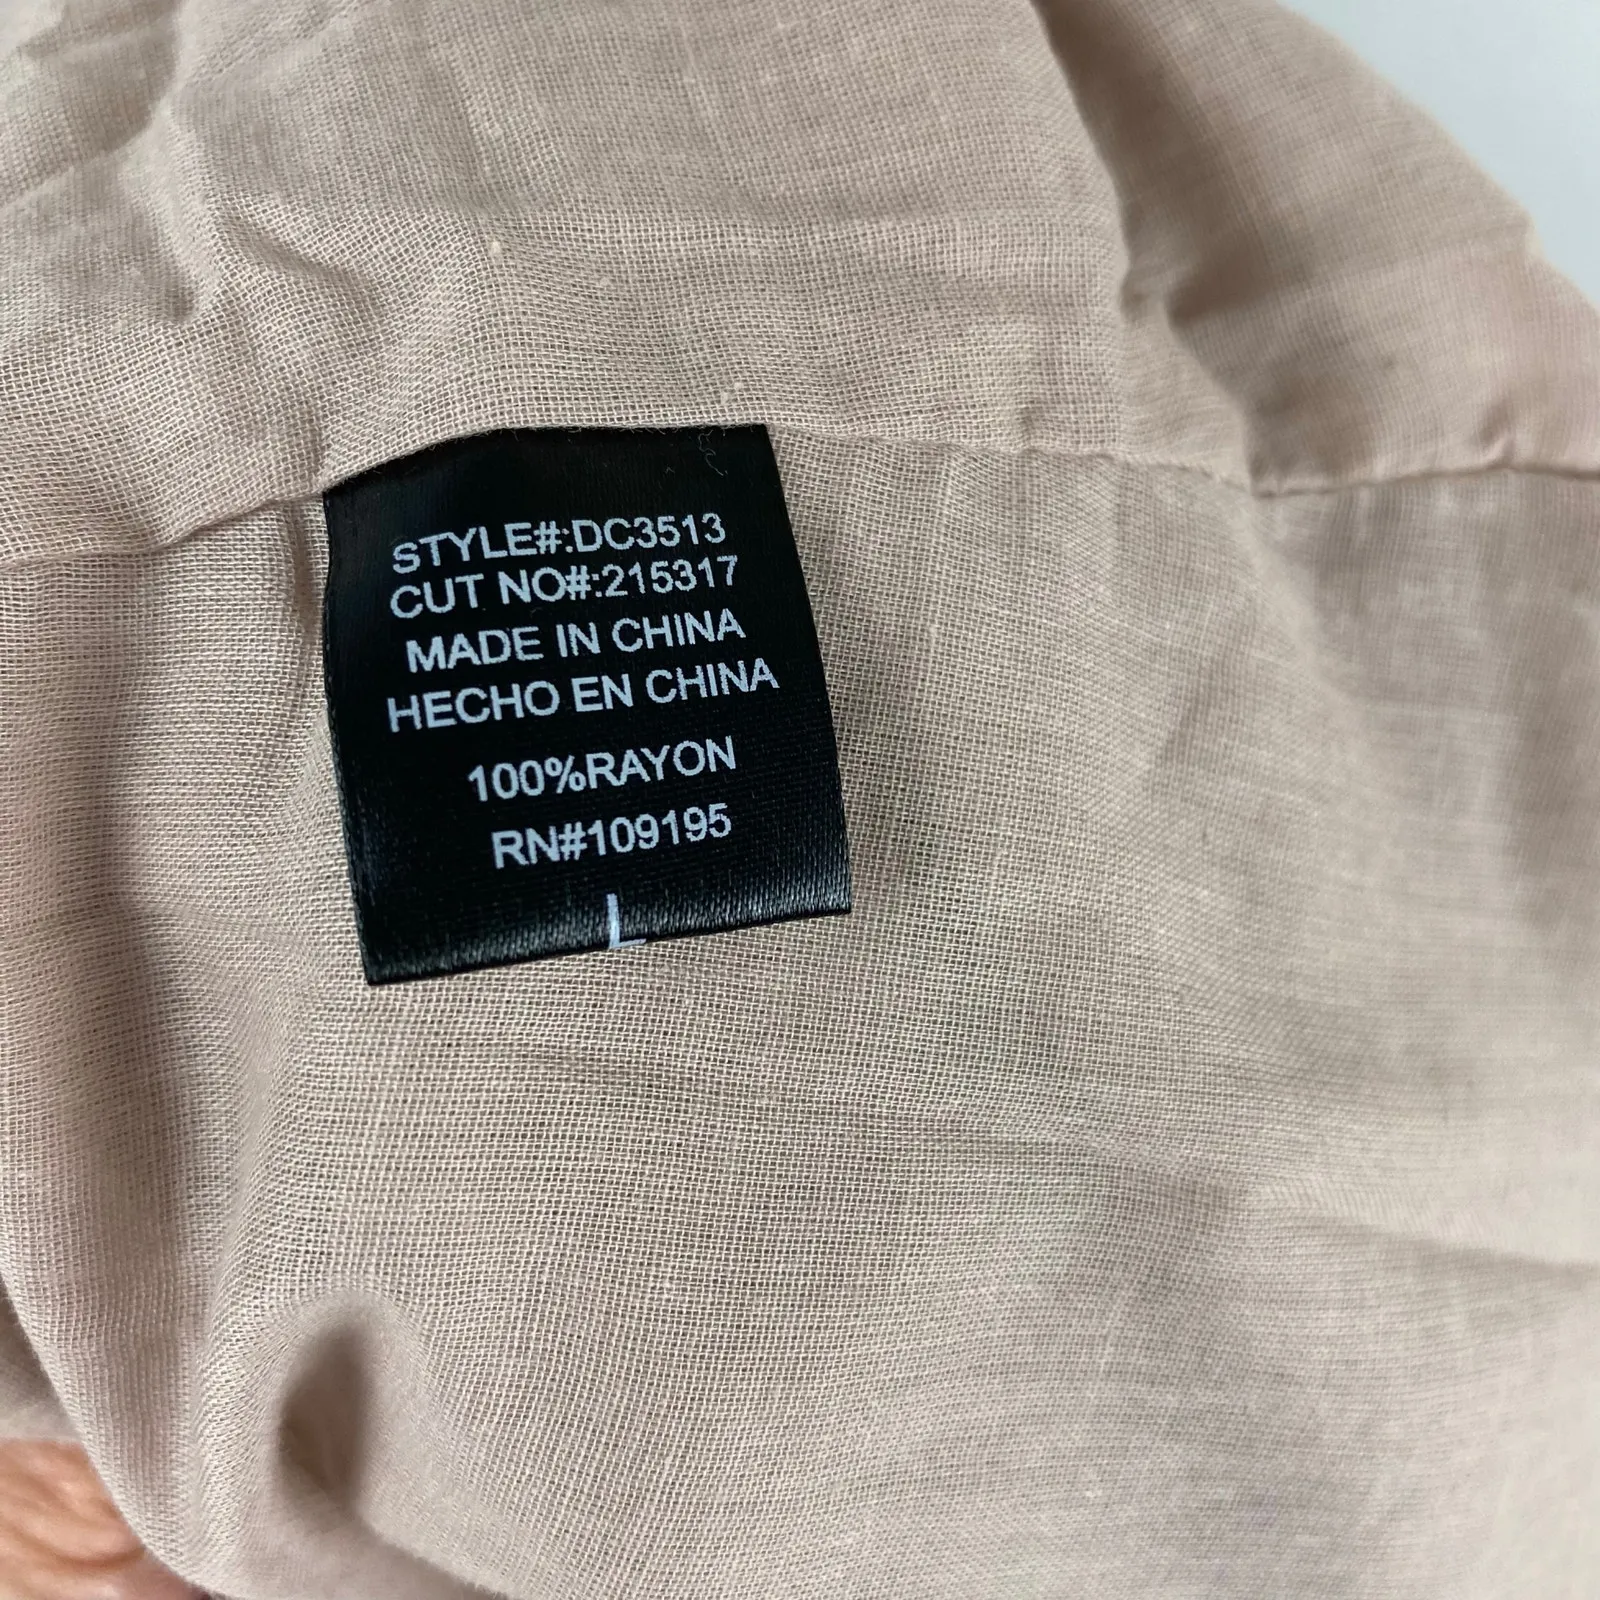 STYLE#:DC3513
CUT NO#:215317
MADE IN CHINA
HECHO EN CHINA
100%RAYON
RN#109195
L